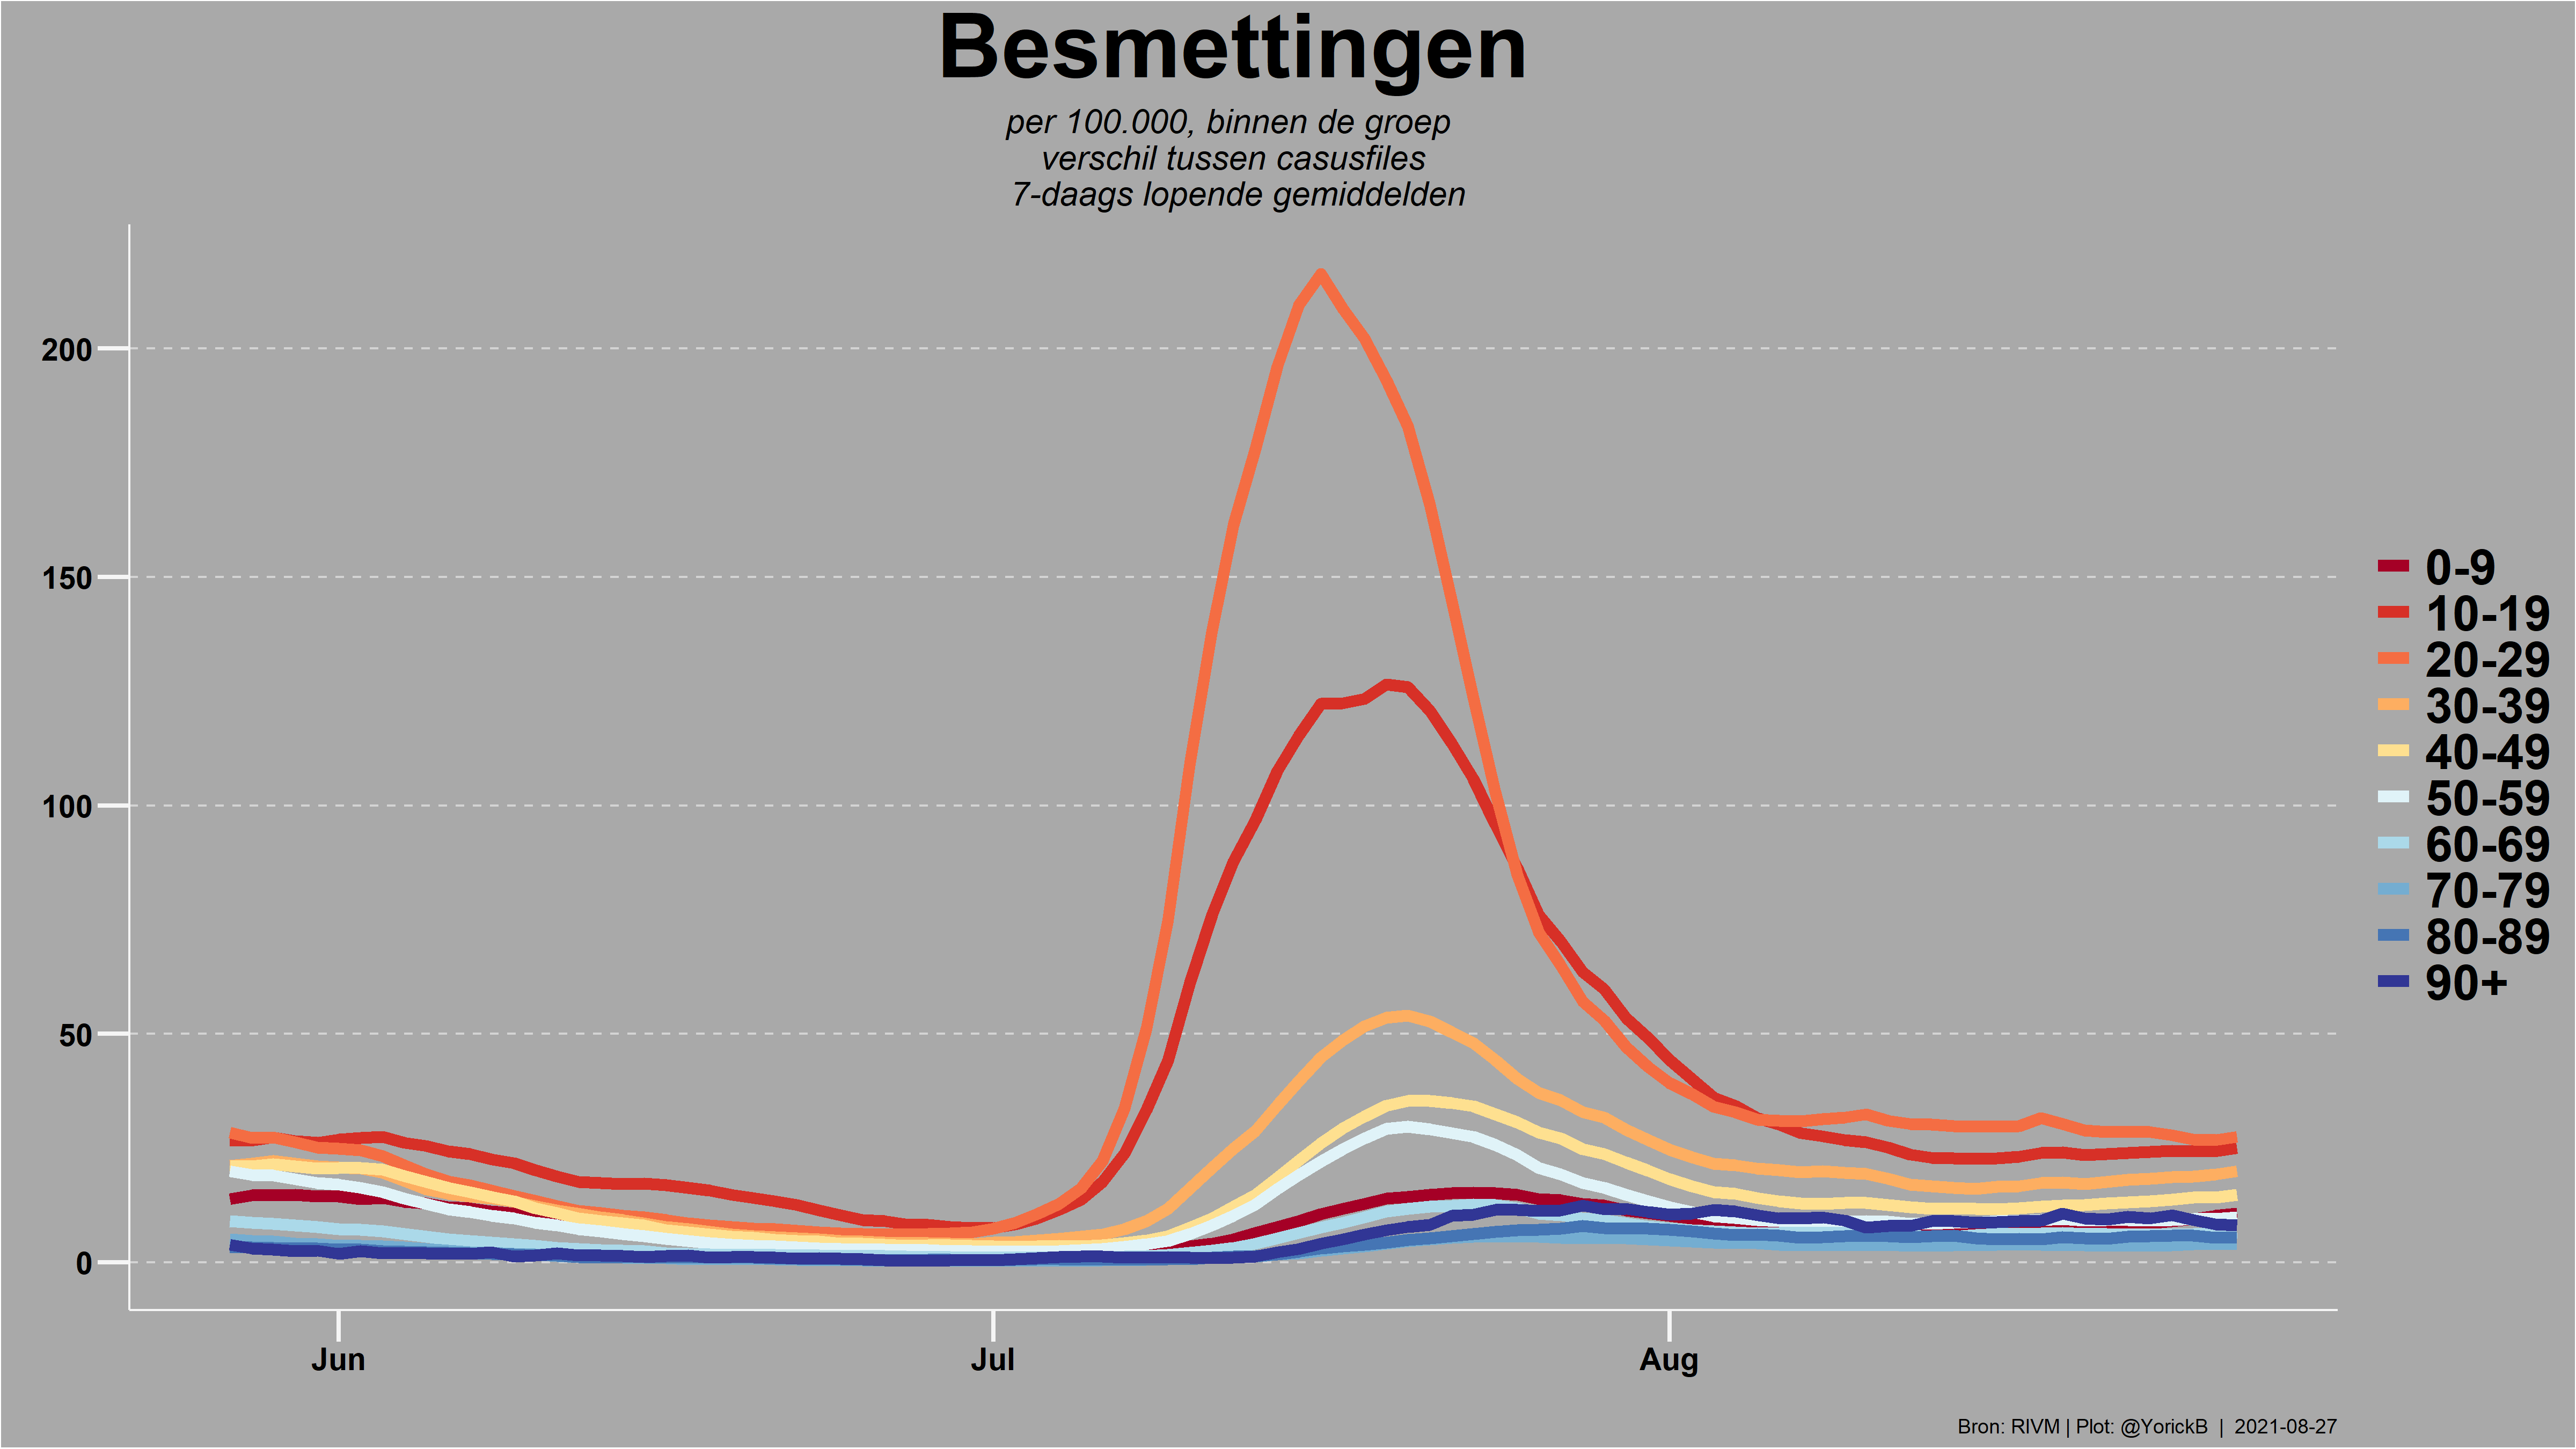 Besmettingen
per 100.000, binnen de groep
verschil tussen casusfiles
7-daags lopende gemiddelden
200
150
100
50
0
Jun
Jul
Aug
0-9
10-19
20-29
30-39
40-49
50-59
60-69
70-79
80-89
90+
Bron: RIVM | Plot: @YorickB | 2021-08-27